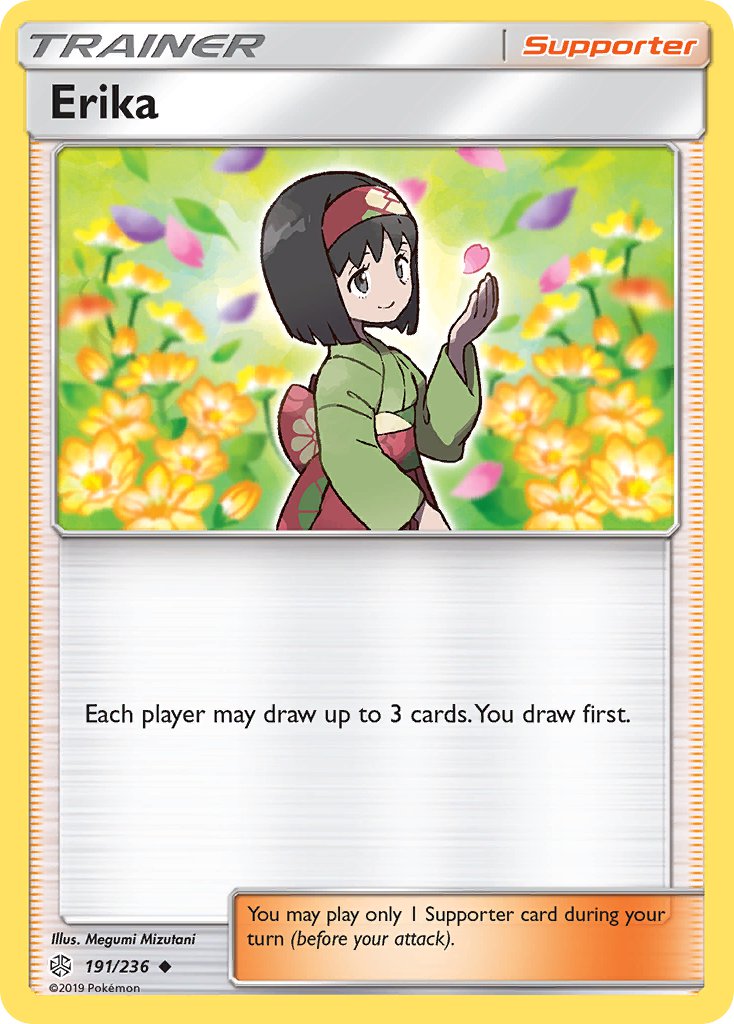 TRAINER
Supporter
Erika
Each player may draw up to 3 cards. You draw first.
You may play only 1 Supporter card during your
turn (before your attack).
Illus. Megumi Mizutani
191/236
©2019 Pokémon